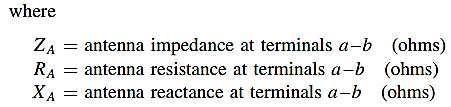 where
Z_A = antenna impedance at terminals a–b (ohms)
R_A = antenna resistance at terminals a–b (ohms)
X_A = antenna reactance at terminals a–b (ohms)